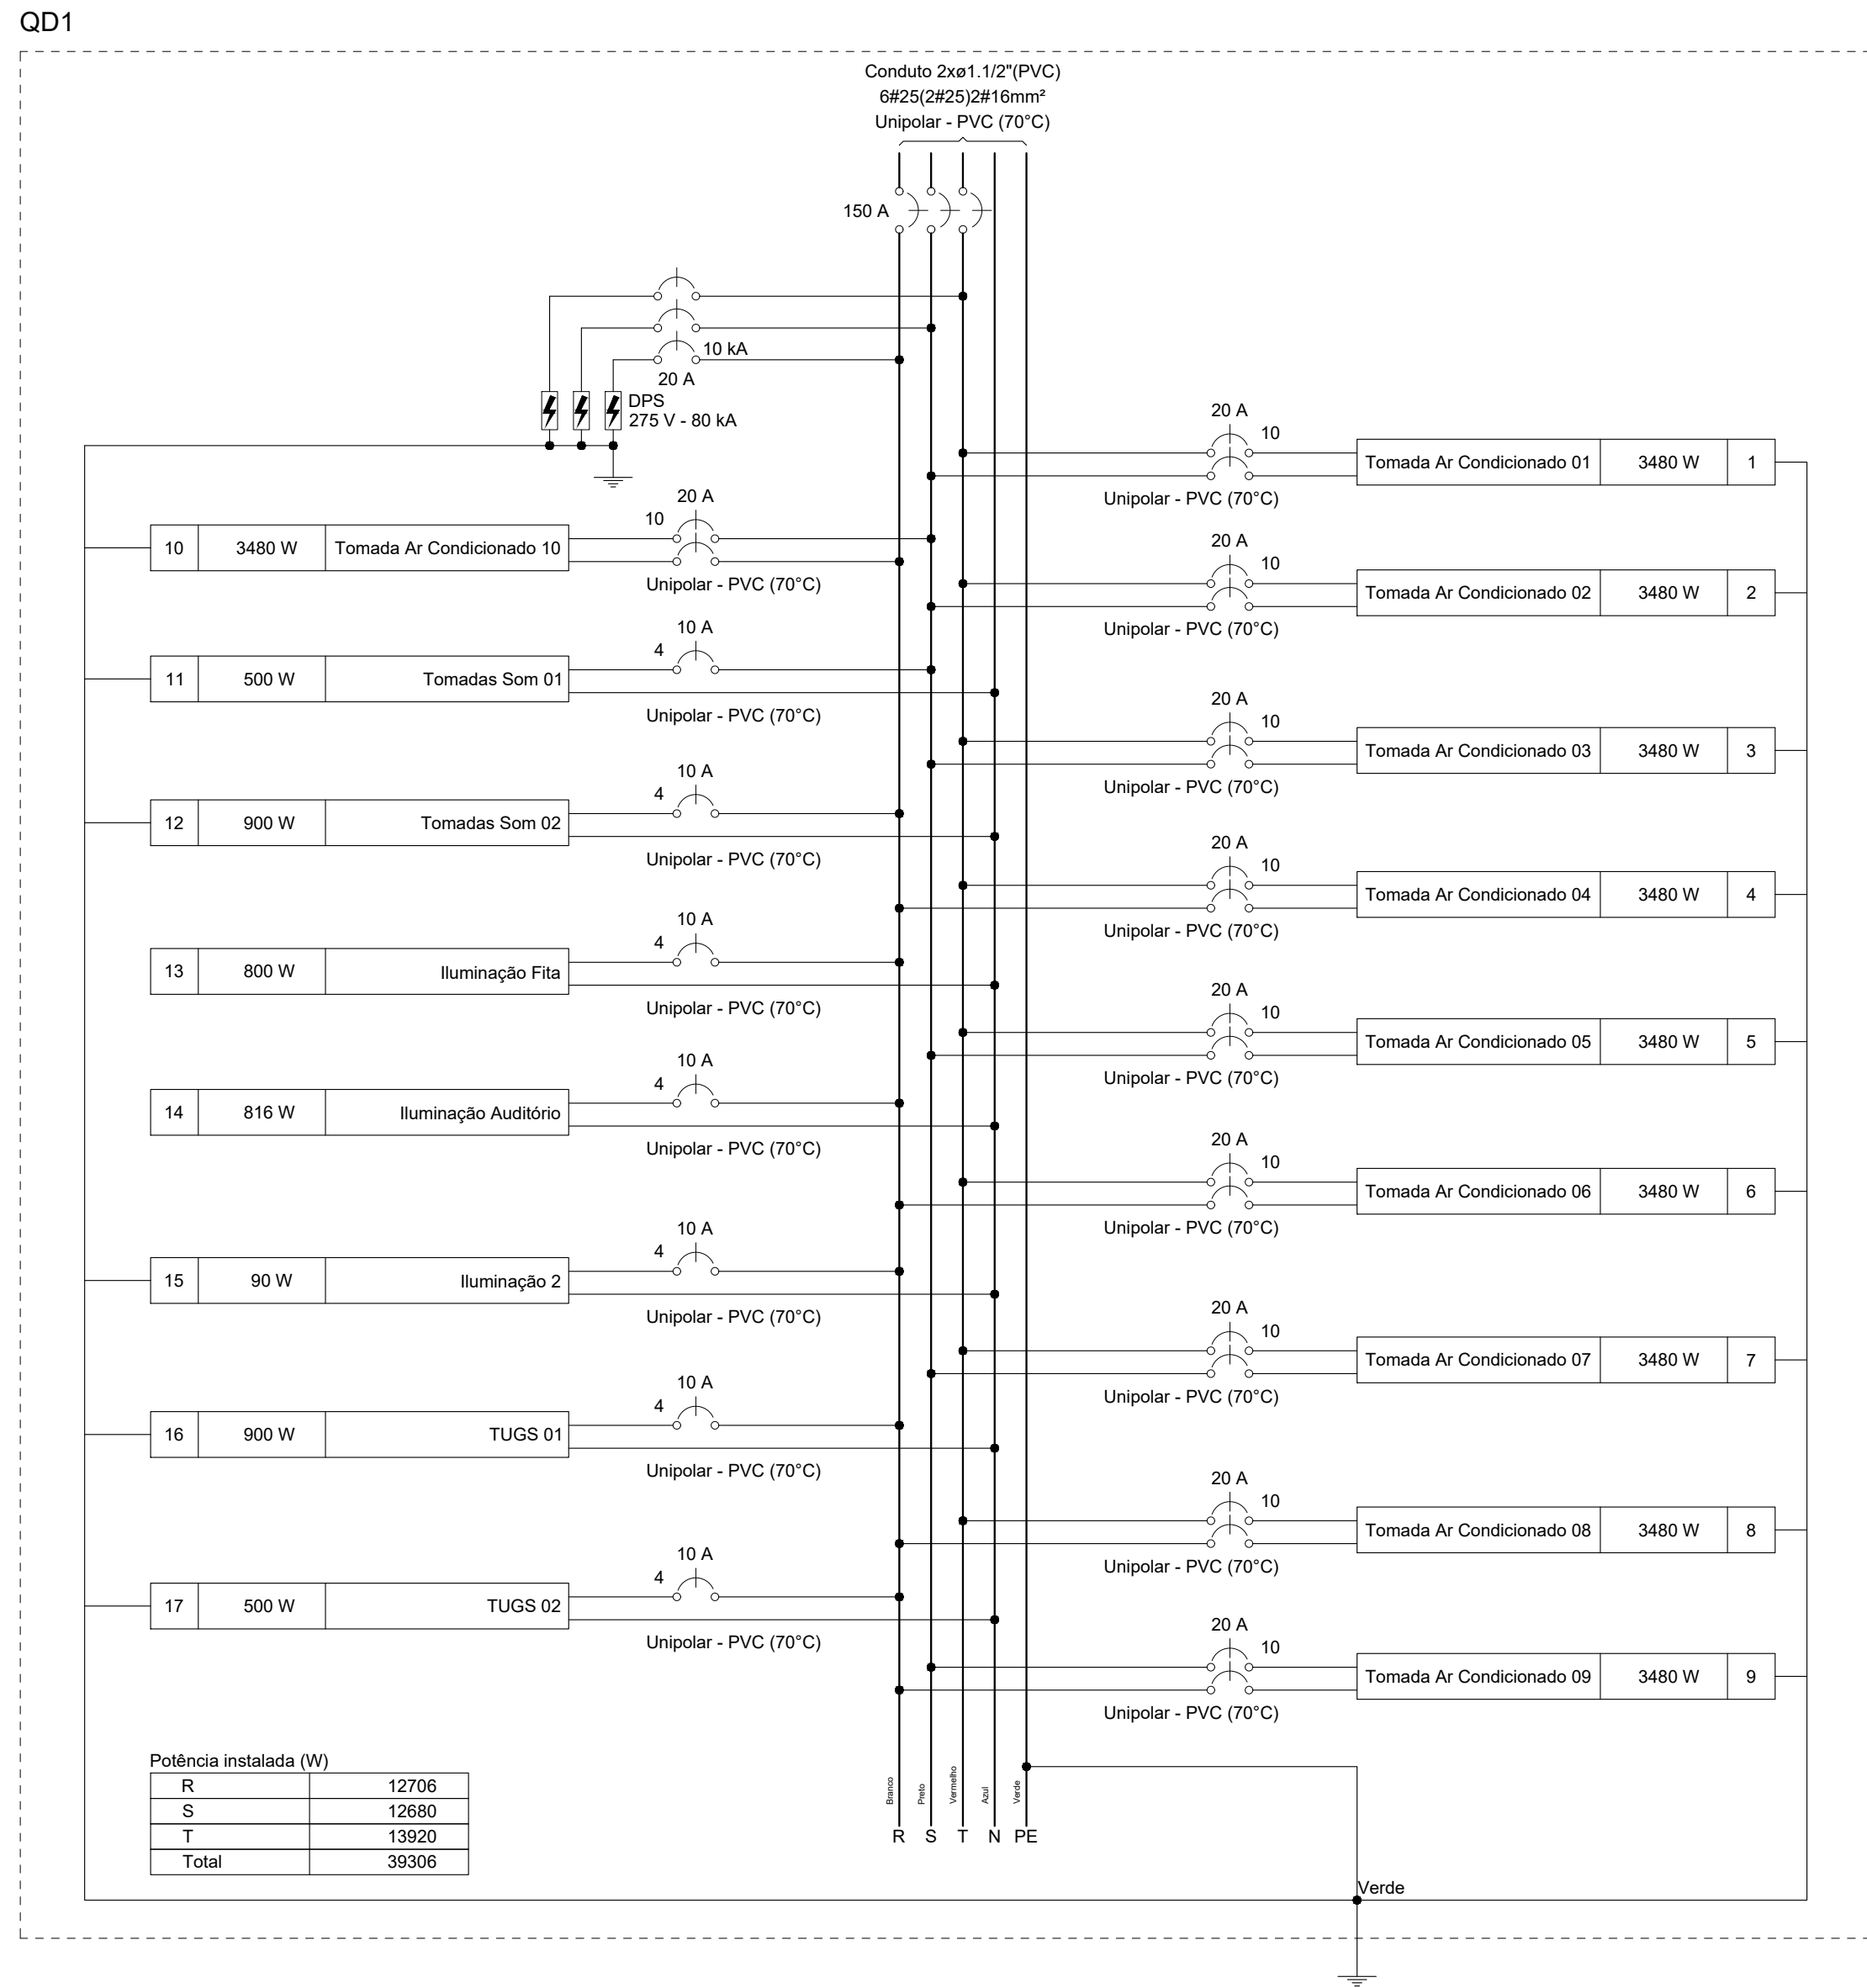 QD1
Conduto 2xø1.1/2"(PVC)
6#25(2#25)2#16mm²
Unipolar - PVC (70°C)
150 A
10 kA
20 A
DPS
275 V - 80 kA
20 A
10
Tomada Ar Condicionado 01 3480 W 1
Unipolar - PVC (70°C)
20 A
10
10 3480 W Tomada Ar Condicionado 10
Unipolar - PVC (70°C)
20 A
10
Tomada Ar Condicionado 02 3480 W 2
Unipolar - PVC (70°C)
10 A
4
11 500 W Tomadas Som 01
Unipolar - PVC (70°C)
20 A
10
Tomada Ar Condicionado 03 3480 W 3
Unipolar - PVC (70°C)
10 A
4
12 900 W Tomadas Som 02
Unipolar - PVC (70°C)
20 A
10
Tomada Ar Condicionado 04 3480 W 4
Unipolar - PVC (70°C)
10 A
4
13 800 W Iluminação Fita
Unipolar - PVC (70°C)
20 A
10
Tomada Ar Condicionado 05 3480 W 5
Unipolar - PVC (70°C)
10 A
4
14 816 W Iluminação Auditório
Unipolar - PVC (70°C)
20 A
10
Tomada Ar Condicionado 06 3480 W 6
Unipolar - PVC (70°C)
10 A
4
15 90 W Iluminação 2
Unipolar - PVC (70°C)
20 A
10
Tomada Ar Condicionado 07 3480 W 7
Unipolar - PVC (70°C)
10 A
4
16 900 W TUGS 01
Unipolar - PVC (70°C)
20 A
10
Tomada Ar Condicionado 08 3480 W 8
Unipolar - PVC (70°C)
10 A
4
17 500 W TUGS 02
Unipolar - PVC (70°C)
20 A
10
Tomada Ar Condicionado 09 3480 W 9
Unipolar - PVC (70°C)
Potência instalada (W)
R 12706
S 12680
T 13920
Total 39306
Branco
Preto
Vermelho
Azul
Verde
R S T N PE
Verde